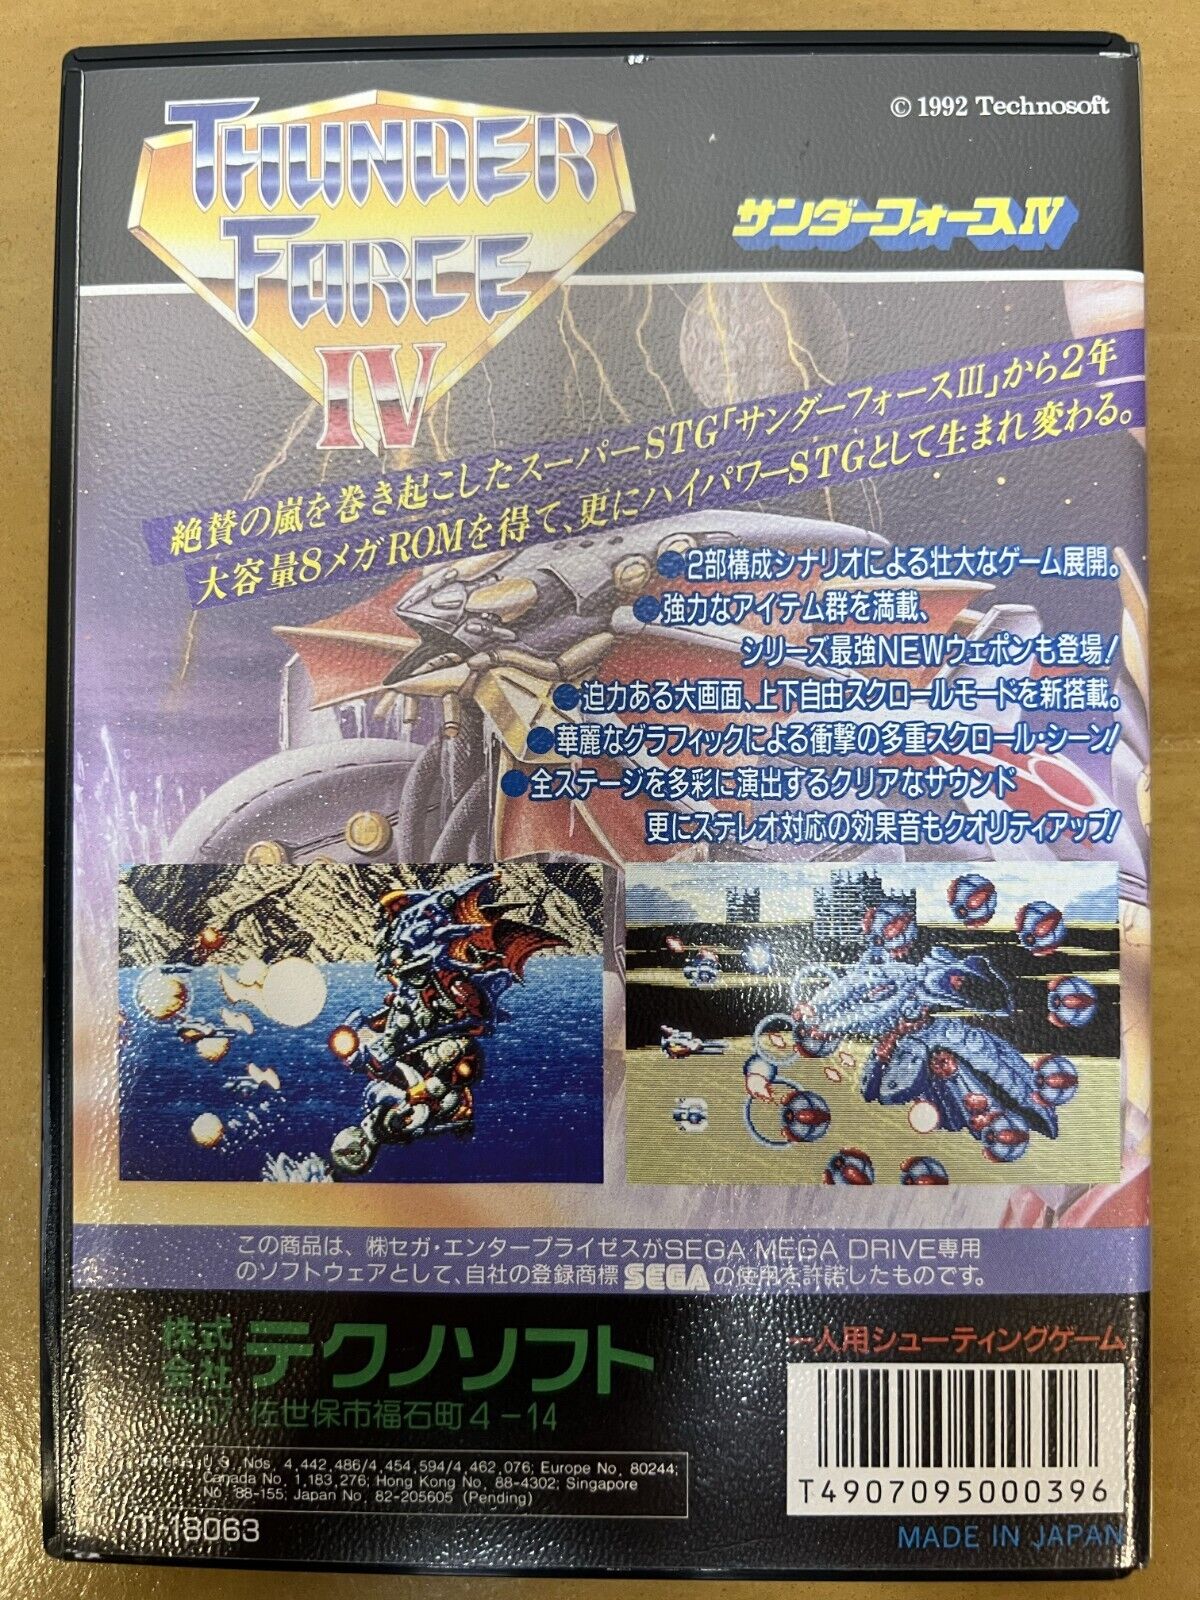 THUNDER
FORCE
IV
© 1992 Technosoft
サンダーフォースIV
絶賛の嵐を巻き起こしたスーパーSTG「サンダーフォースIII」から2年
大容量8メガROMを得て、更にハイパワーSTGとして生まれ変わる。
●2部構成シナリオによる壮大なゲーム展開。
●強力なアイテム群を満載、
シリーズ最強NEWウェポンも登場!
●迫力ある大画面、上下自由スクロールモードを新搭載。
●華麗なグラフィックによる衝撃の多重スクロール・シーン!
●全ステージを多彩に演出するクリアなサウンド
更にステレオ対応の効果音もクオリティアップ!
この商品は、㈱セガ・エンタープライゼスがSEGA MEGA DRIVE専用
のソフトウェアとして、自社の登録商標 SEGA の使用を許諾したものです。
株式会社 テクノソフト
〒857 佐世保市福石町4-14
一人用シューティングゲーム
Patents: U.S. Nos. 4,442,486/4,454,594/4,462,076; Europe No. 80244;
Canada No. 1,183,276; Hong Kong No. 88-4302; Singapore
No. 88-155; Japan No. 82-205605 (Pending)
T-18063
T4907095000396
MADE IN JAPAN